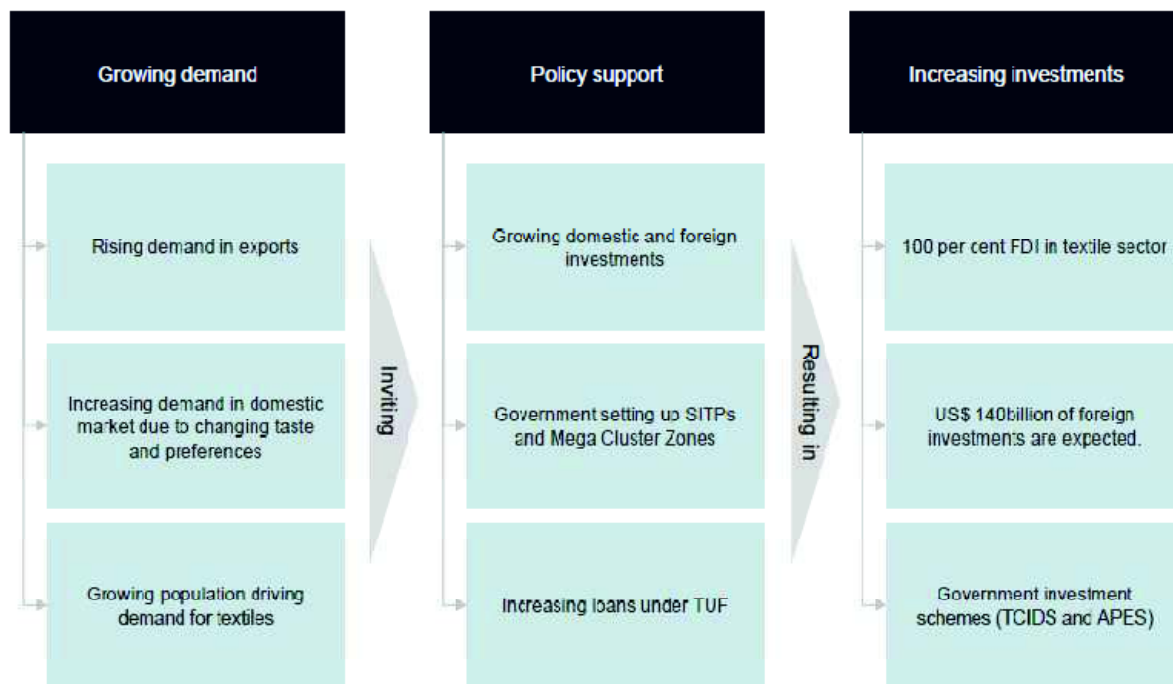 Growing demand
Rising demand in exports
Increasing demand in domestic
market due to changing taste
and preferences
Growing population driving
demand for textiles
Inviting
Policy support
Growing domestic and foreign
investments
Government setting up SITPs
and Mega Cluster Zones
Increasing loans under TUF
Resulting in
Increasing investments
100 per cent FDI in textile sector
US$ 140billion of foreign
investments are expected.
Government investment
schemes (TCIDS and APES)